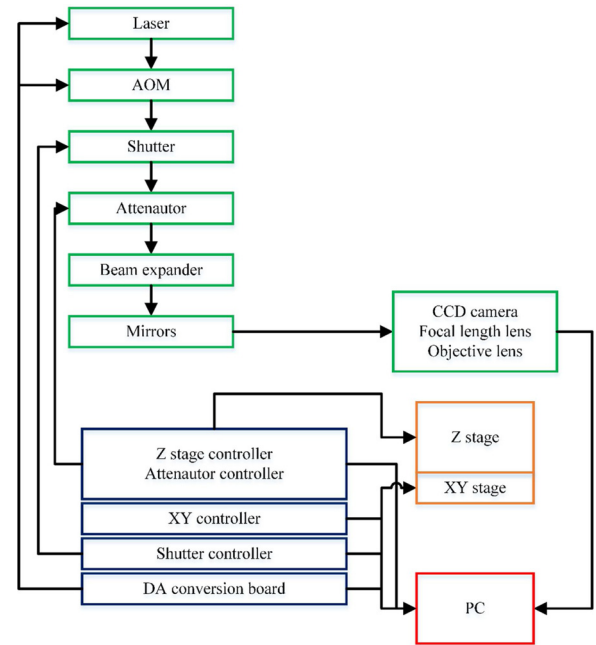 Laser
AOM
Shutter
Attenautor
Beam expander
Mirrors
CCD camera
Focal length lens
Objective lens
Z stage controller
Attenautor controller
XY controller
Shutter controller
DA conversion board
Z stage
XY stage
PC